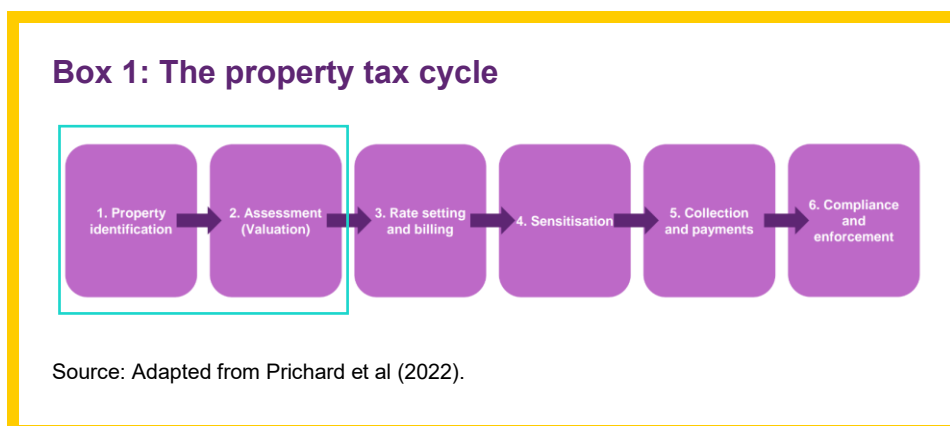 Box 1: The property tax cycle
1. Property
identification
2. Assessment
(Valuation)
3. Rate setting
and billing
4. Sensitisation
5. Collection
and payments
6. Compliance
and
enforcement
Source: Adapted from Prichard et al (2022).